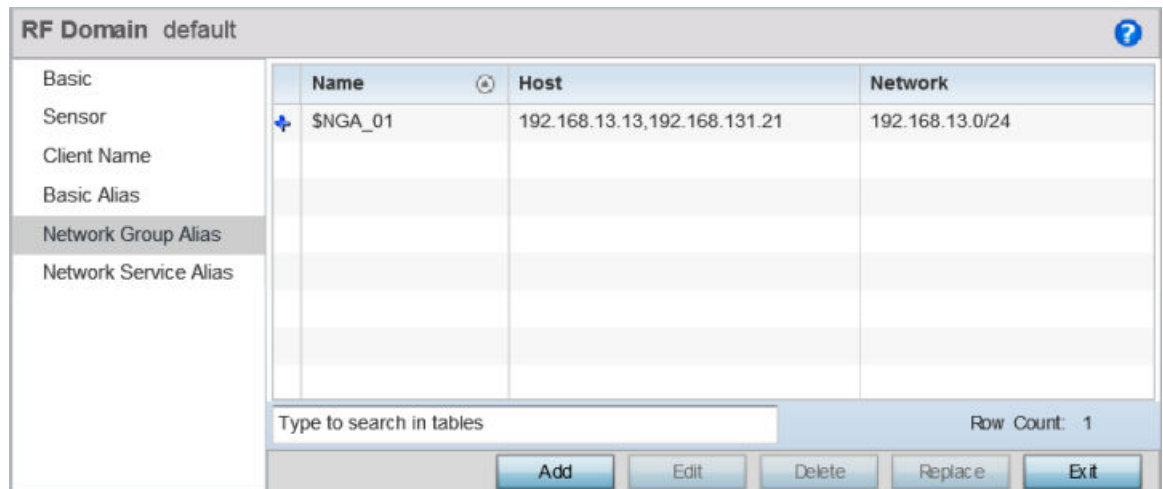 RF Domain default
Basic
Sensor
Client Name
Basic Alias
Network Group Alias
Network Service Alias
Name Host Network
$NGA_01 192.168.13.13,192.168.131.21 192.168.13.0/24
Type to search in tables Row Count: 1
Add Edit Delete Replace Exit